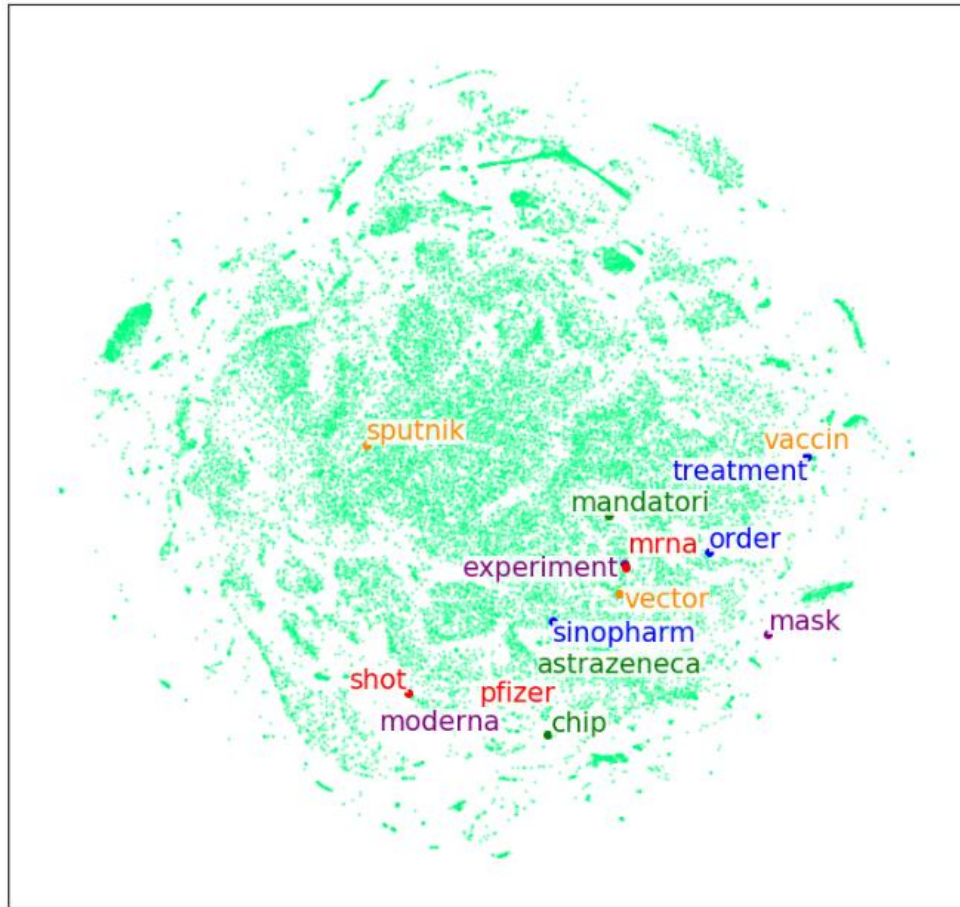 sputnik
vaccin
treatment
mandatori
order
mrna
experiment
vector
mask
sinopharm
astrazeneca
shot
pfizer
moderna
chip